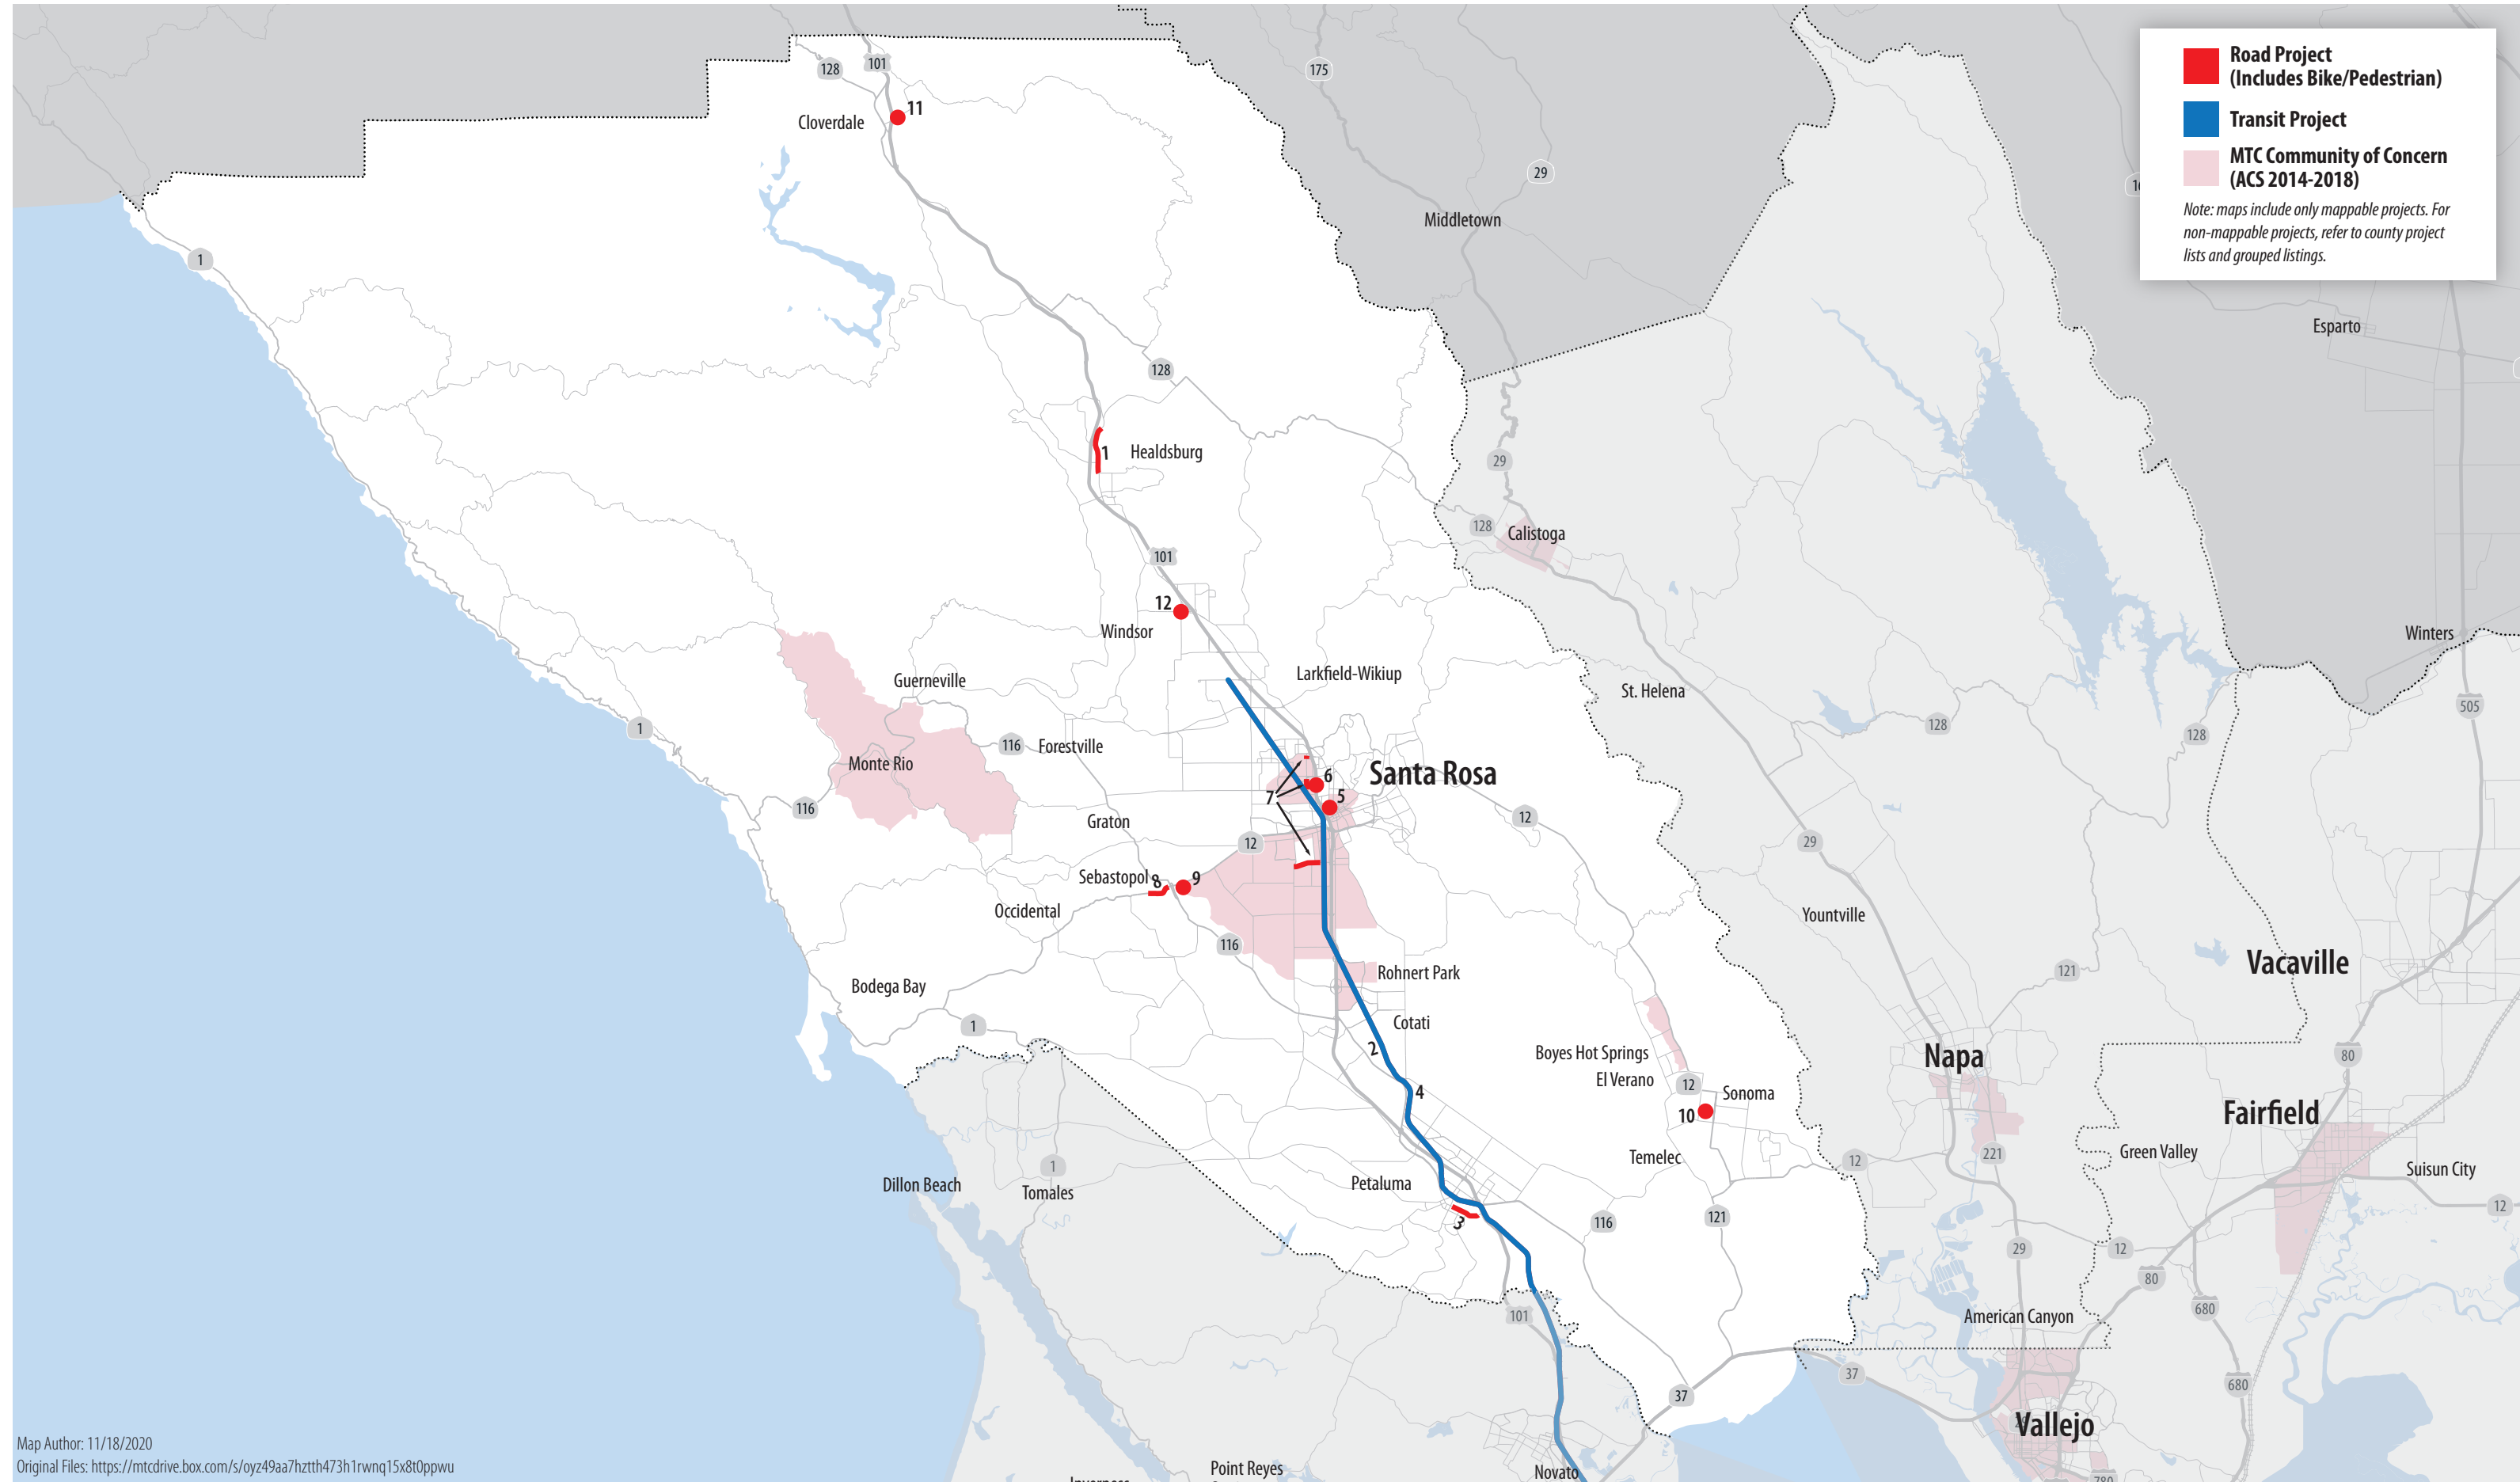 Road Project
(Includes Bike/Pedestrian)
Transit Project
MTC Community of Concern
(ACS 2014-2018)
Note: maps include only mappable projects. For
non-mappable projects, refer to county project
lists and grouped listings.
128
101
175
11
Cloverdale
29
Middletown
1
Esparto
128
1
Healdsburg
29
128
Calistoga
101
12
Windsor
Winters
Larkfield-Wikiup
Guerneville
St. Helena
505
1
128
128
116
Forestville
Monte Rio
6
Santa Rosa
7
5
116
12
Graton
12
29
Sebastopol
8
9
Occidental
Yountville
116
Vacaville
Rohnert Park
121
Bodega Bay
1
Cotati
2
Boyes Hot Springs
Napa
80
El Verano
12
4
Sonoma
10
Fairfield
Green Valley
221
Temelec
12
1
Suisun City
Dillon Beach
Tomales
Petaluma
12
3
116
121
29
12
80
680
101
American Canyon
37
37
680
Vallejo
Map Author: 11/18/2020
Original Files: https://mtcdrive.box.com/s/oyz49aa7hztth473h1rwnq15x8t0ppwu
Point Reyes
Novato
780